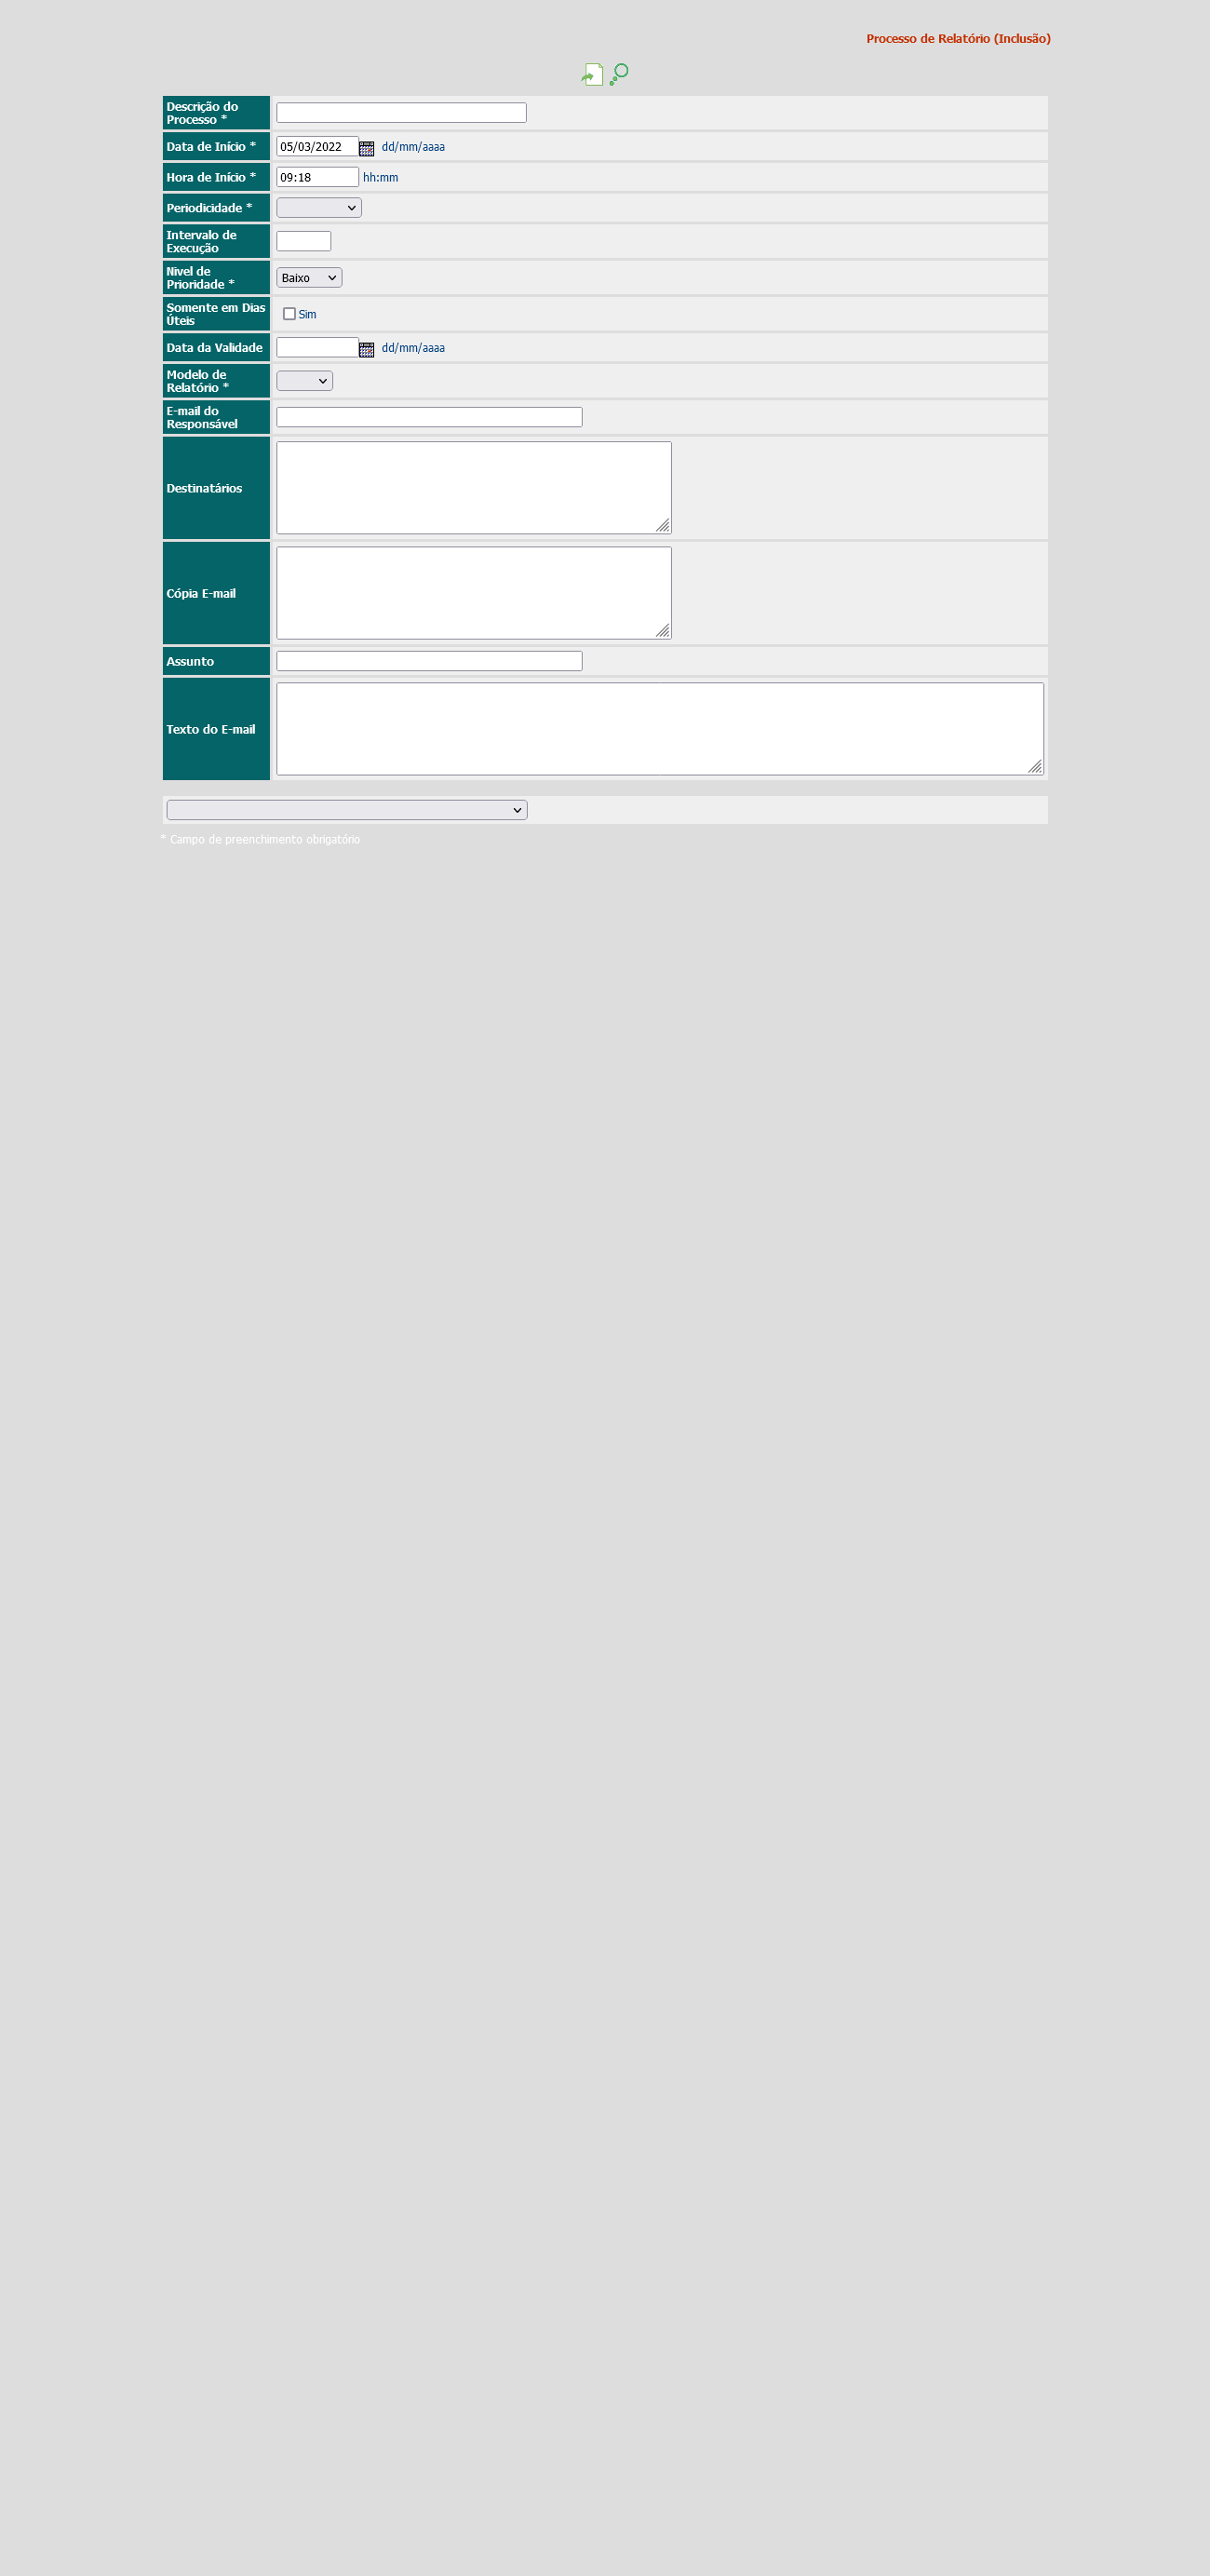 Processo de Relatório (Inclusão)
Descrição do
Processo *
Data de Início *
05/03/2022
dd/mm/aaaa
Hora de Início *
09:18
hh:mm
Periodicidade *
Intervalo de
Execução
Nivel de
Prioridade *
Baixo
Somente em Dias
Úteis
Sim
Data da Validade
dd/mm/aaaa
Modelo de
Relatório *
E-mail do
Responsável
Destinatários
Cópia E-mail
Assunto
Texto do E-mail
* Campo de preenchimento obrigatório